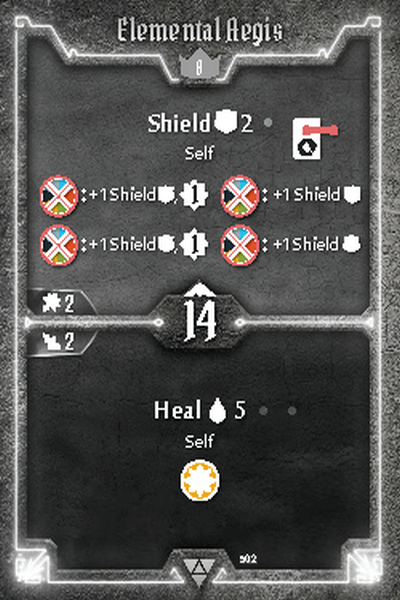 Elemental Aegis
8
Shield 2
Self
: +1 Shield , 1 : +1 Shield
: +1 Shield , 1 : +1 Shield
2
14
2
Heal 5
Self
502